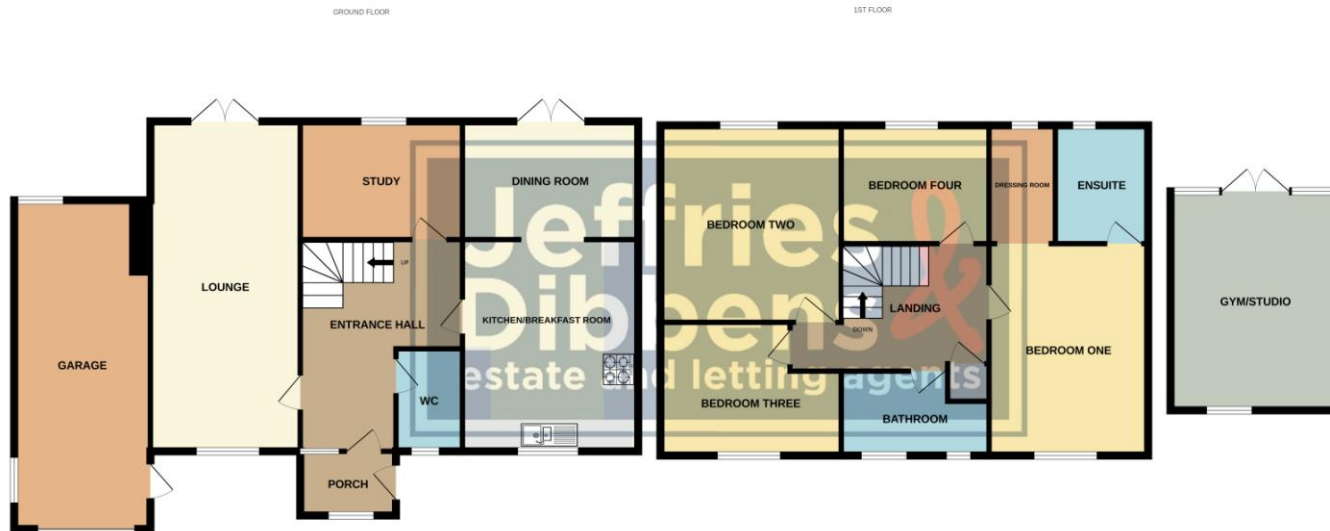 GROUND FLOOR
1ST FLOOR
STUDY
DINING ROOM
LOUNGE
UP
ENTRANCE HALL
KITCHEN/BREAKFAST ROOM
GARAGE
WC
PORCH
BEDROOM TWO
BEDROOM FOUR
DRESSING ROOM
ENSUITE
LANDING
DOWN
BEDROOM ONE
BEDROOM THREE
BATHROOM
GYM/STUDIO
Jeffries &
Dibbens
estate and letting agents